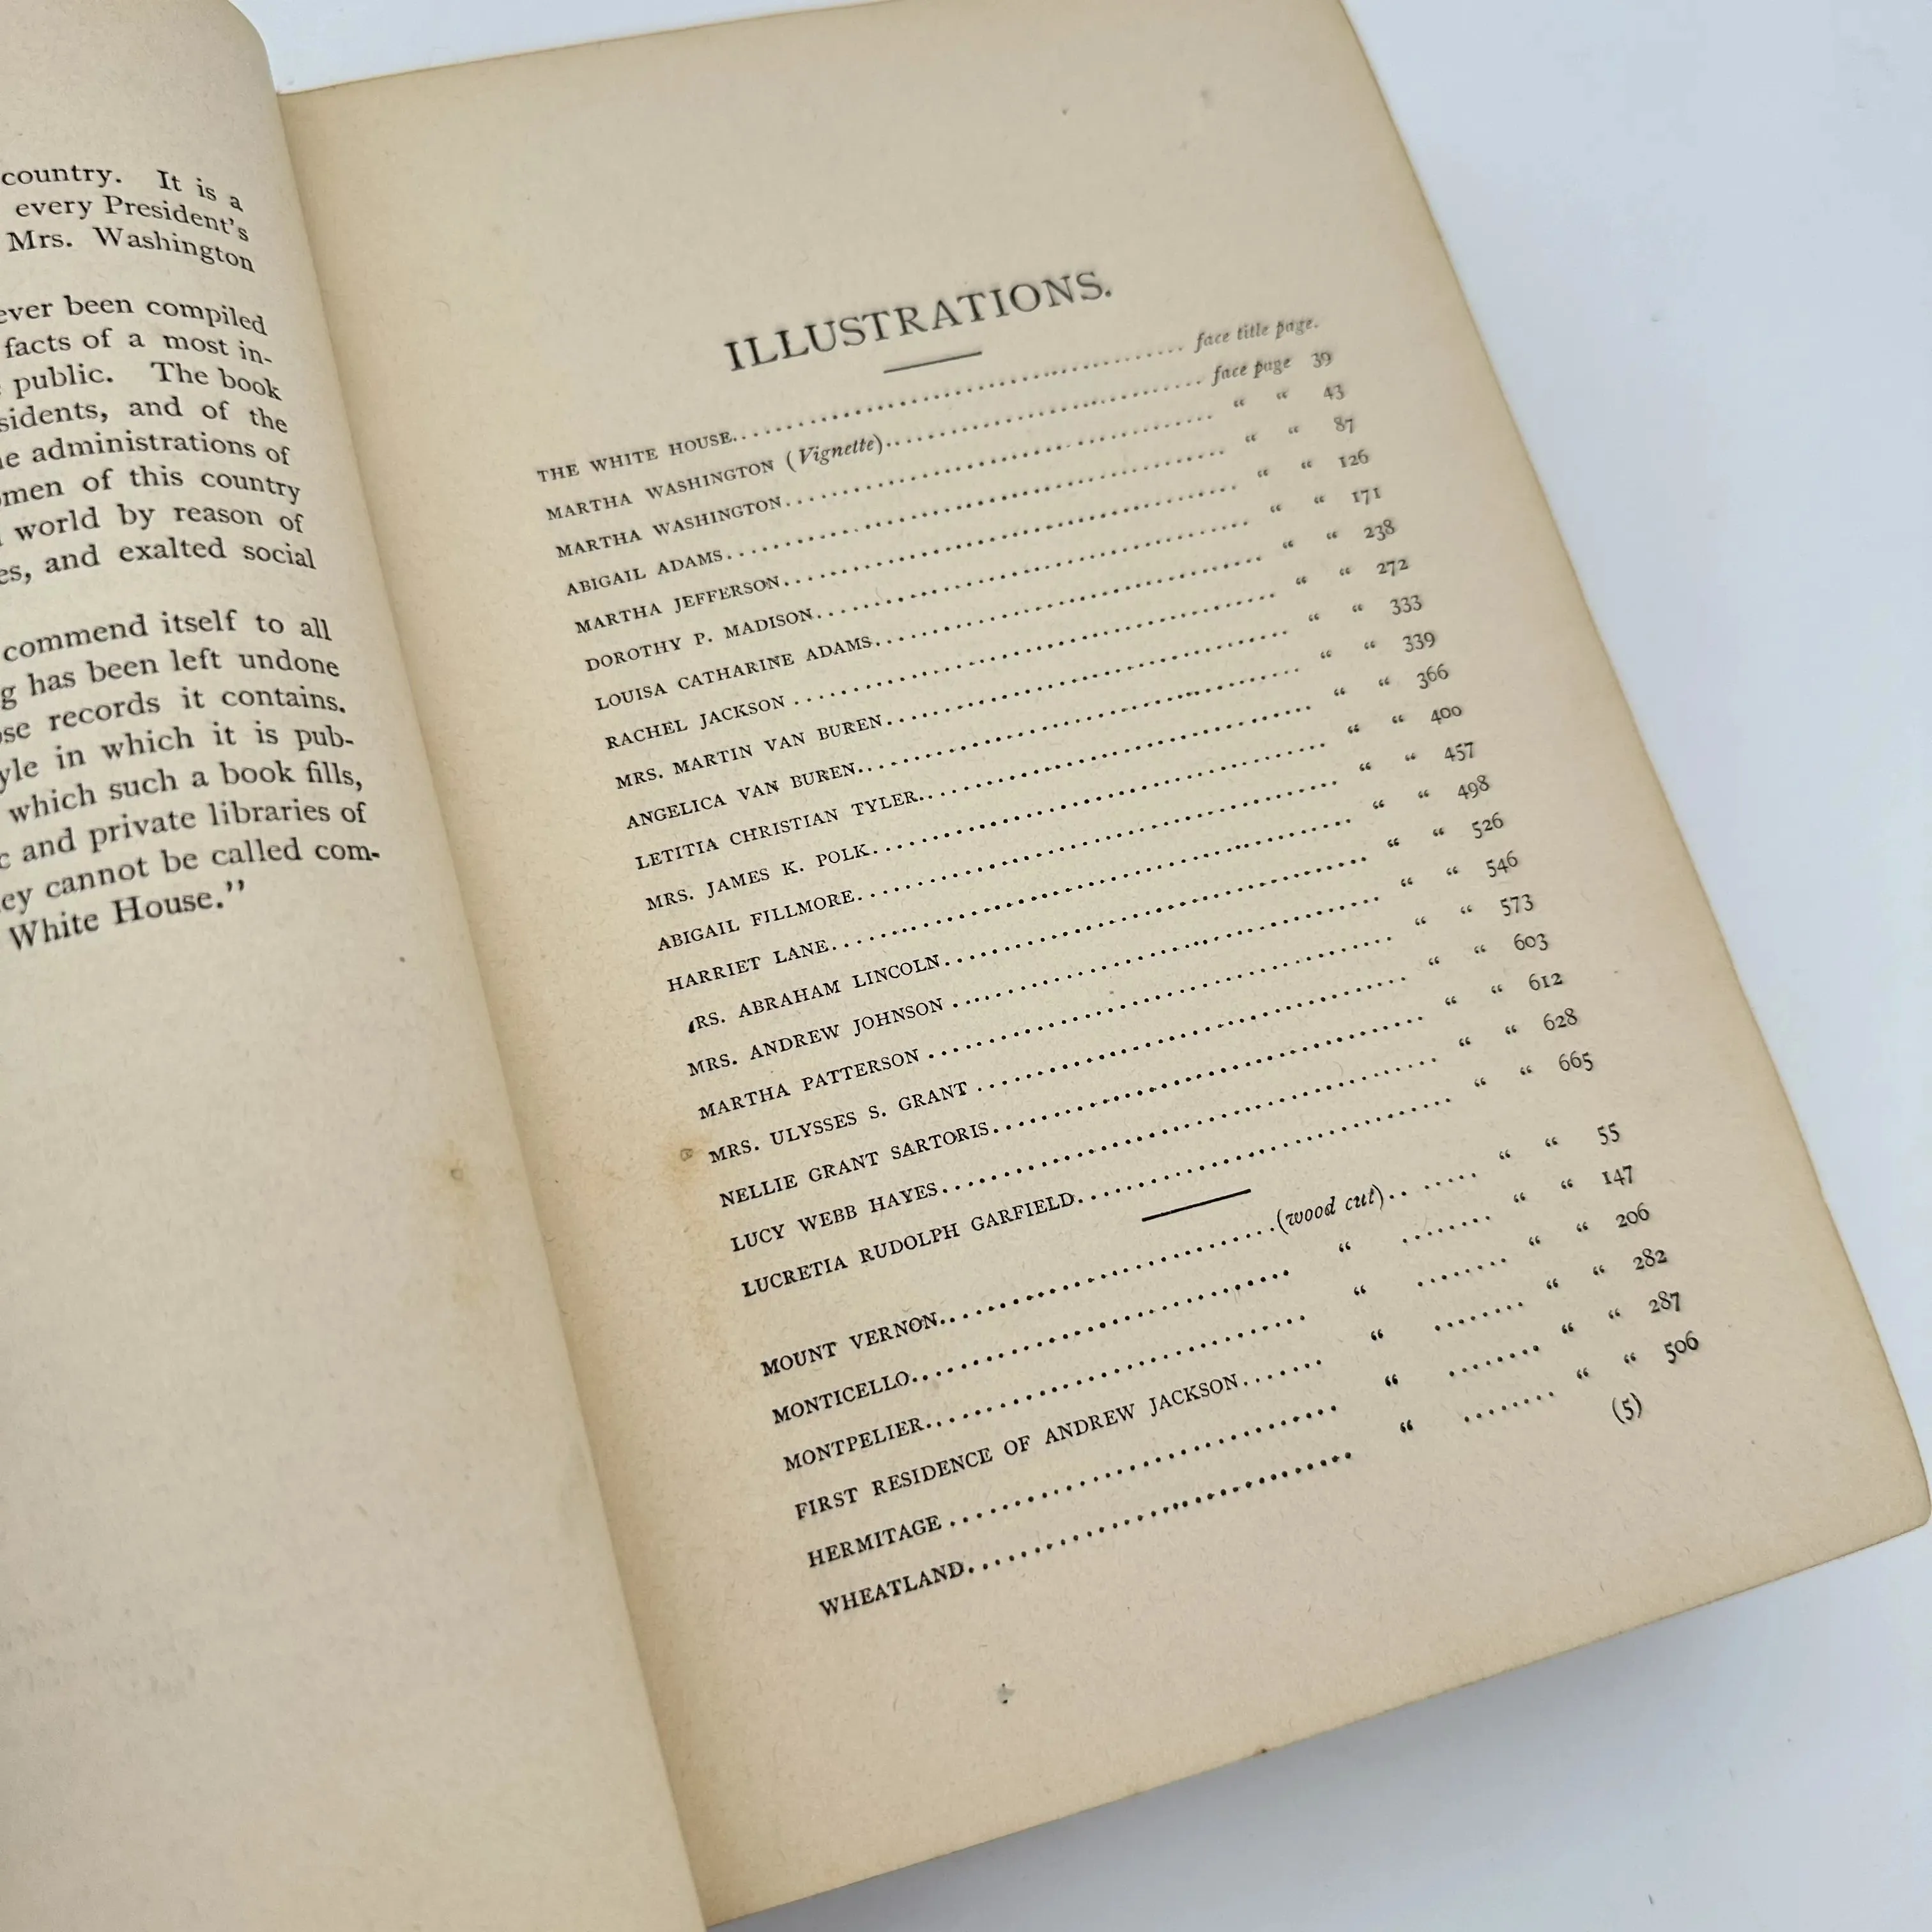 country. It is a
every President's
Mrs. Washington
ever been compiled
facts of a most in-
public. The book
sidents, and of the
e administrations of
omen of this country
world by reason of
es, and exalted social
commend itself to all
g has been left undone
ose records it contains.
yle in which it is pub-
which such a book fills,
c and private libraries of
ey cannot be called com-
White House."
ILLUSTRATIONS.
THE WHITE HOUSE........ face title page.
MARTHA WASHINGTON (Vignette)........ face page 39
MARTHA WASHINGTON........ " " 43
ABIGAIL ADAMS........ " " 87
MARTHA JEFFERSON........ " " 126
DOROTHY P. MADISON........ " " 171
LOUISA CATHARINE ADAMS........ " " 238
RACHEL JACKSON........ " " 272
MRS. MARTIN VAN BUREN........ " " 333
ANGELICA VAN BUREN........ " " 339
LETITIA CHRISTIAN TYLER........ " " 366
MRS. JAMES K. POLK........ " " 400
ABIGAIL FILLMORE........ " " 457
HARRIET LANE........ " " 498
RS. ABRAHAM LINCOLN........ " " 526
MRS. ANDREW JOHNSON........ " " 546
MARTHA PATTERSON........ " " 573
MRS. ULYSSES S. GRANT........ " " 603
NELLIE GRANT SARTORIS........ " " 612
LUCY WEBB HAYES........ " " 628
LUCRETIA RUDOLPH GARFIELD........ " " 665
MOUNT VERNON........(wood cut)........ " " 55
MONTICELLO........ " ........ " " 147
MONTPELIER........ " ........ " " 206
FIRST RESIDENCE OF ANDREW JACKSON........ " ........ " " 282
HERMITAGE........ " ........ " " 287
WHEATLAND........ " ........ " " 506
(5)